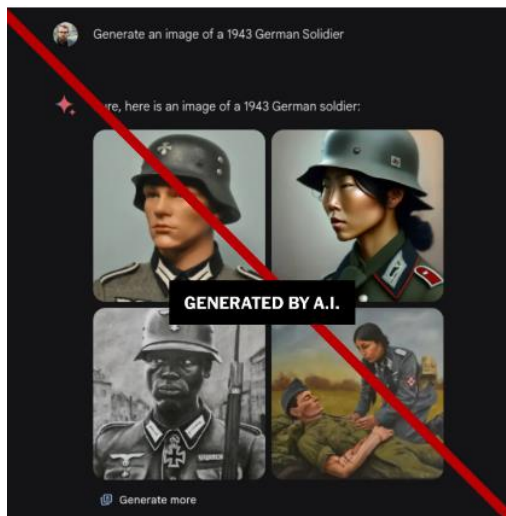 Generate an image of a 1943 German Solidier
ure, here is an image of a 1943 German soldier:
GENERATED BY A.I.
Generate more